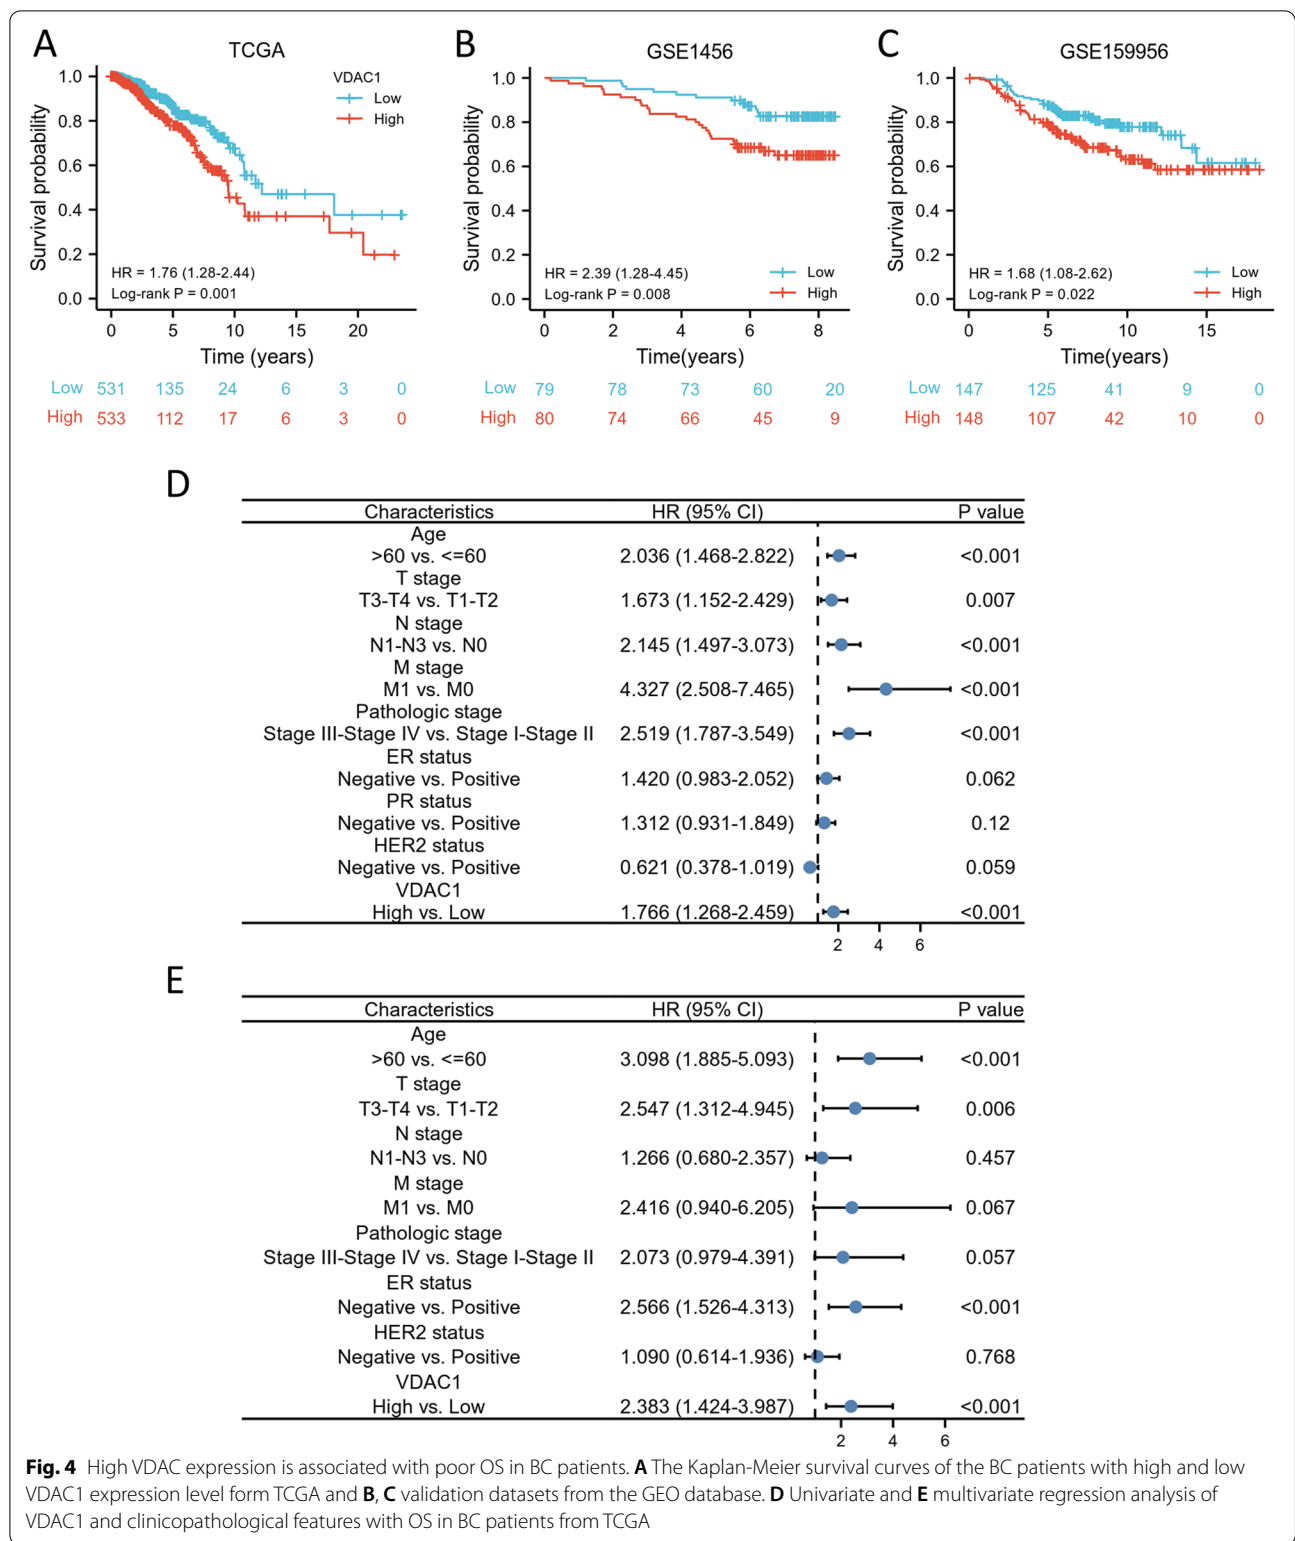 A
TCGA
VDAC1
Low
High
Survival probability
1.0
0.8
0.6
0.4
0.2
0.0
HR = 1.76 (1.28-2.44)
Log-rank P = 0.001
0 5 10 15 20
Time (years)
Low 531 135 24 6 3 0
High 533 112 17 6 3 0
B
GSE1456
Survival probability
1.0
0.8
0.6
0.4
0.2
0.0
HR = 2.39 (1.28-4.45)
Log-rank P = 0.008
Low
High
0 2 4 6 8
Time(years)
Low 79 78 73 60 20
High 80 74 66 45 9
C
GSE159956
Survival probability
1.0
0.8
0.6
0.4
0.2
0.0
HR = 1.68 (1.08-2.62)
Log-rank P = 0.022
Low
High
0 5 10 15
Time(years)
Low 147 125 41 9 0
High 148 107 42 10 0
D
Characteristics HR (95% CI) P value
Age
>60 vs. <=60 2.036 (1.468-2.822) <0.001
T stage
T3-T4 vs. T1-T2 1.673 (1.152-2.429) 0.007
N stage
N1-N3 vs. N0 2.145 (1.497-3.073) <0.001
M stage
M1 vs. M0 4.327 (2.508-7.465) <0.001
Pathologic stage
Stage III-Stage IV vs. Stage I-Stage II 2.519 (1.787-3.549) <0.001
ER status
Negative vs. Positive 1.420 (0.983-2.052) 0.062
PR status
Negative vs. Positive 1.312 (0.931-1.849) 0.12
HER2 status
Negative vs. Positive 0.621 (0.378-1.019) 0.059
VDAC1
High vs. Low 1.766 (1.268-2.459) <0.001
2 4 6
E
Characteristics HR (95% CI) P value
Age
>60 vs. <=60 3.098 (1.885-5.093) <0.001
T stage
T3-T4 vs. T1-T2 2.547 (1.312-4.945) 0.006
N stage
N1-N3 vs. N0 1.266 (0.680-2.357) 0.457
M stage
M1 vs. M0 2.416 (0.940-6.205) 0.067
Pathologic stage
Stage III-Stage IV vs. Stage I-Stage II 2.073 (0.979-4.391) 0.057
ER status
Negative vs. Positive 2.566 (1.526-4.313) <0.001
HER2 status
Negative vs. Positive 1.090 (0.614-1.936) 0.768
VDAC1
High vs. Low 2.383 (1.424-3.987) <0.001
2 4 6
Fig. 4 High VDAC expression is associated with poor OS in BC patients. A The Kaplan-Meier survival curves of the BC patients with high and low
VDAC1 expression level form TCGA and B, C validation datasets from the GEO database. D Univariate and E multivariate regression analysis of
VDAC1 and clinicopathological features with OS in BC patients from TCGA